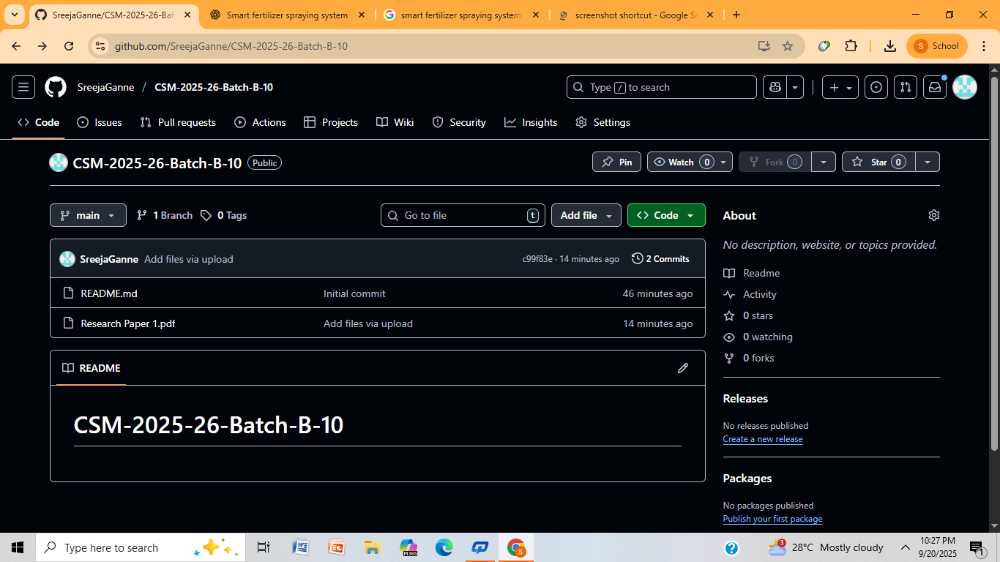 SreejaGanne/CSM-2025-26-Bat
Smart fertilizer spraying system
smart fertilizer spraying system
screenshot shortcut - Google Se
github.com/SreejaGanne/CSM-2025-26-Batch-B-10
S School
SreejaGanne / CSM-2025-26-Batch-B-10
Type / to search
Code Issues Pull requests Actions Projects Wiki Security Insights Settings
CSM-2025-26-Batch-B-10 Public
Pin Watch 0 Fork 0 Star 0
main 1 Branch 0 Tags Go to file t Add file Code
SreejaGanne Add files via upload c99f83e · 14 minutes ago 2 Commits
README.md Initial commit 46 minutes ago
Research Paper 1.pdf Add files via upload 14 minutes ago
README
CSM-2025-26-Batch-B-10
About
No description, website, or topics provided.
Readme
Activity
0 stars
0 watching
0 forks
Releases
No releases published
Create a new release
Packages
No packages published
Publish your first package
Type here to search
M365
S
3
28°C Mostly cloudy
10:27 PM
9/20/2025
1